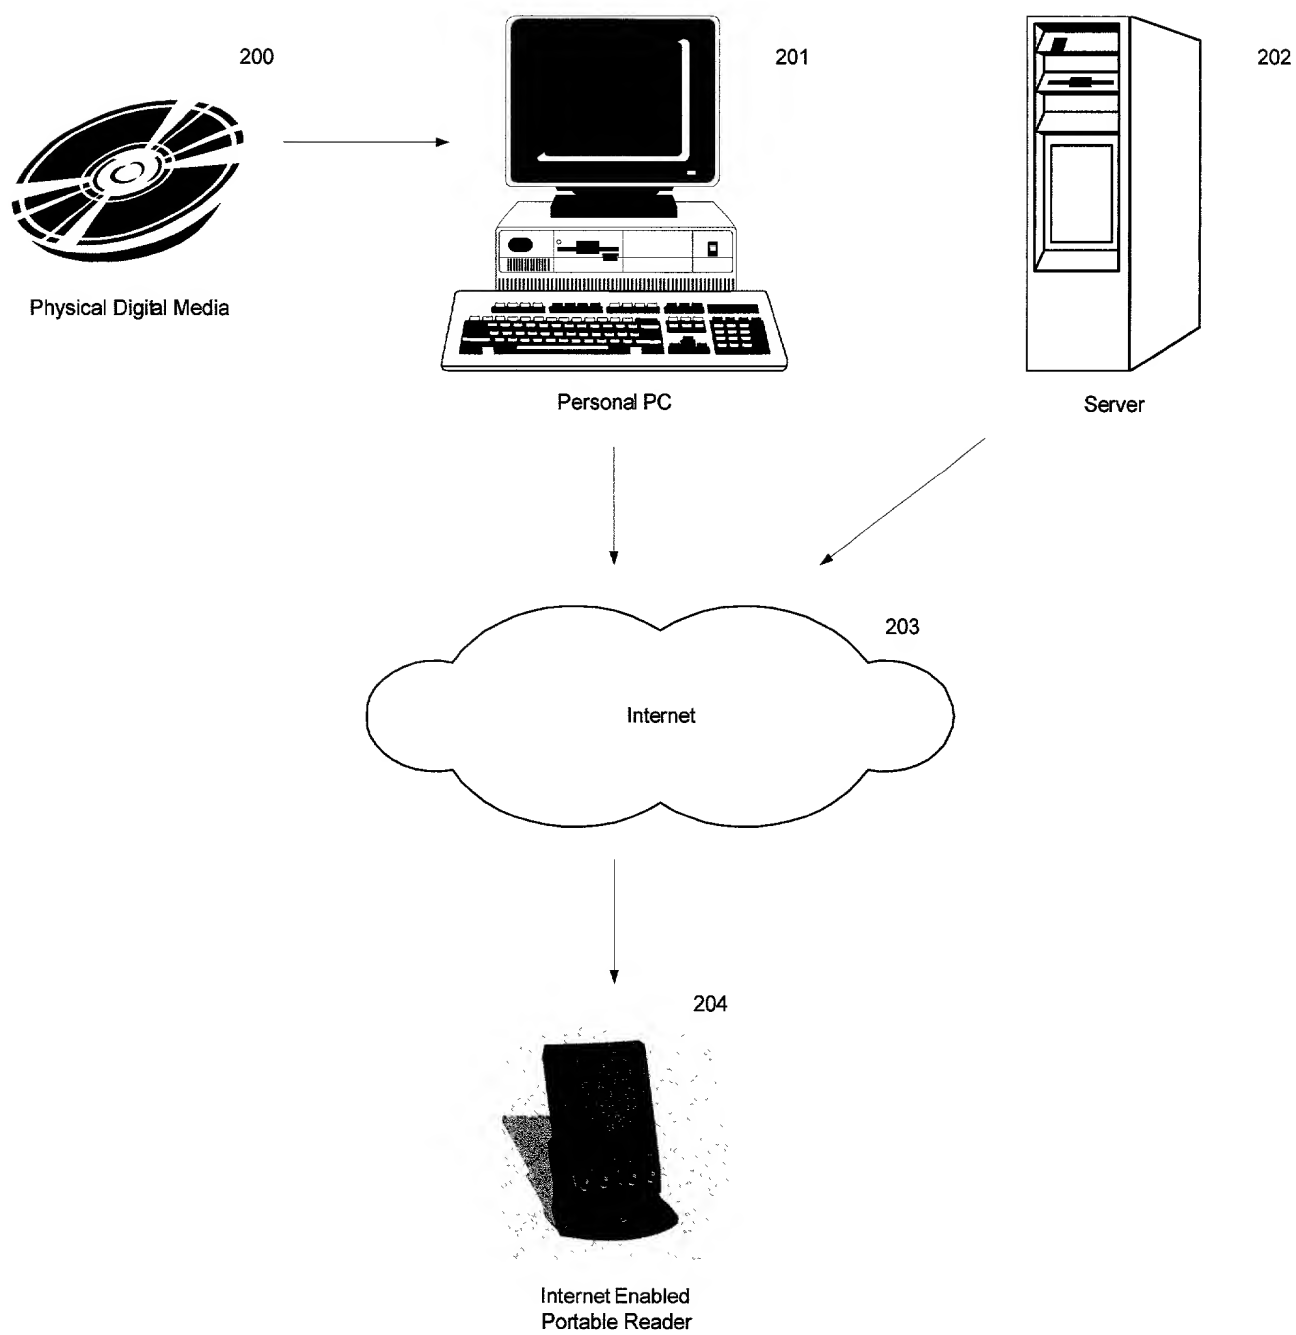 200
201
202
Physical Digital Media
Personal PC
Server
203
Internet
204
Internet Enabled
Portable Reader